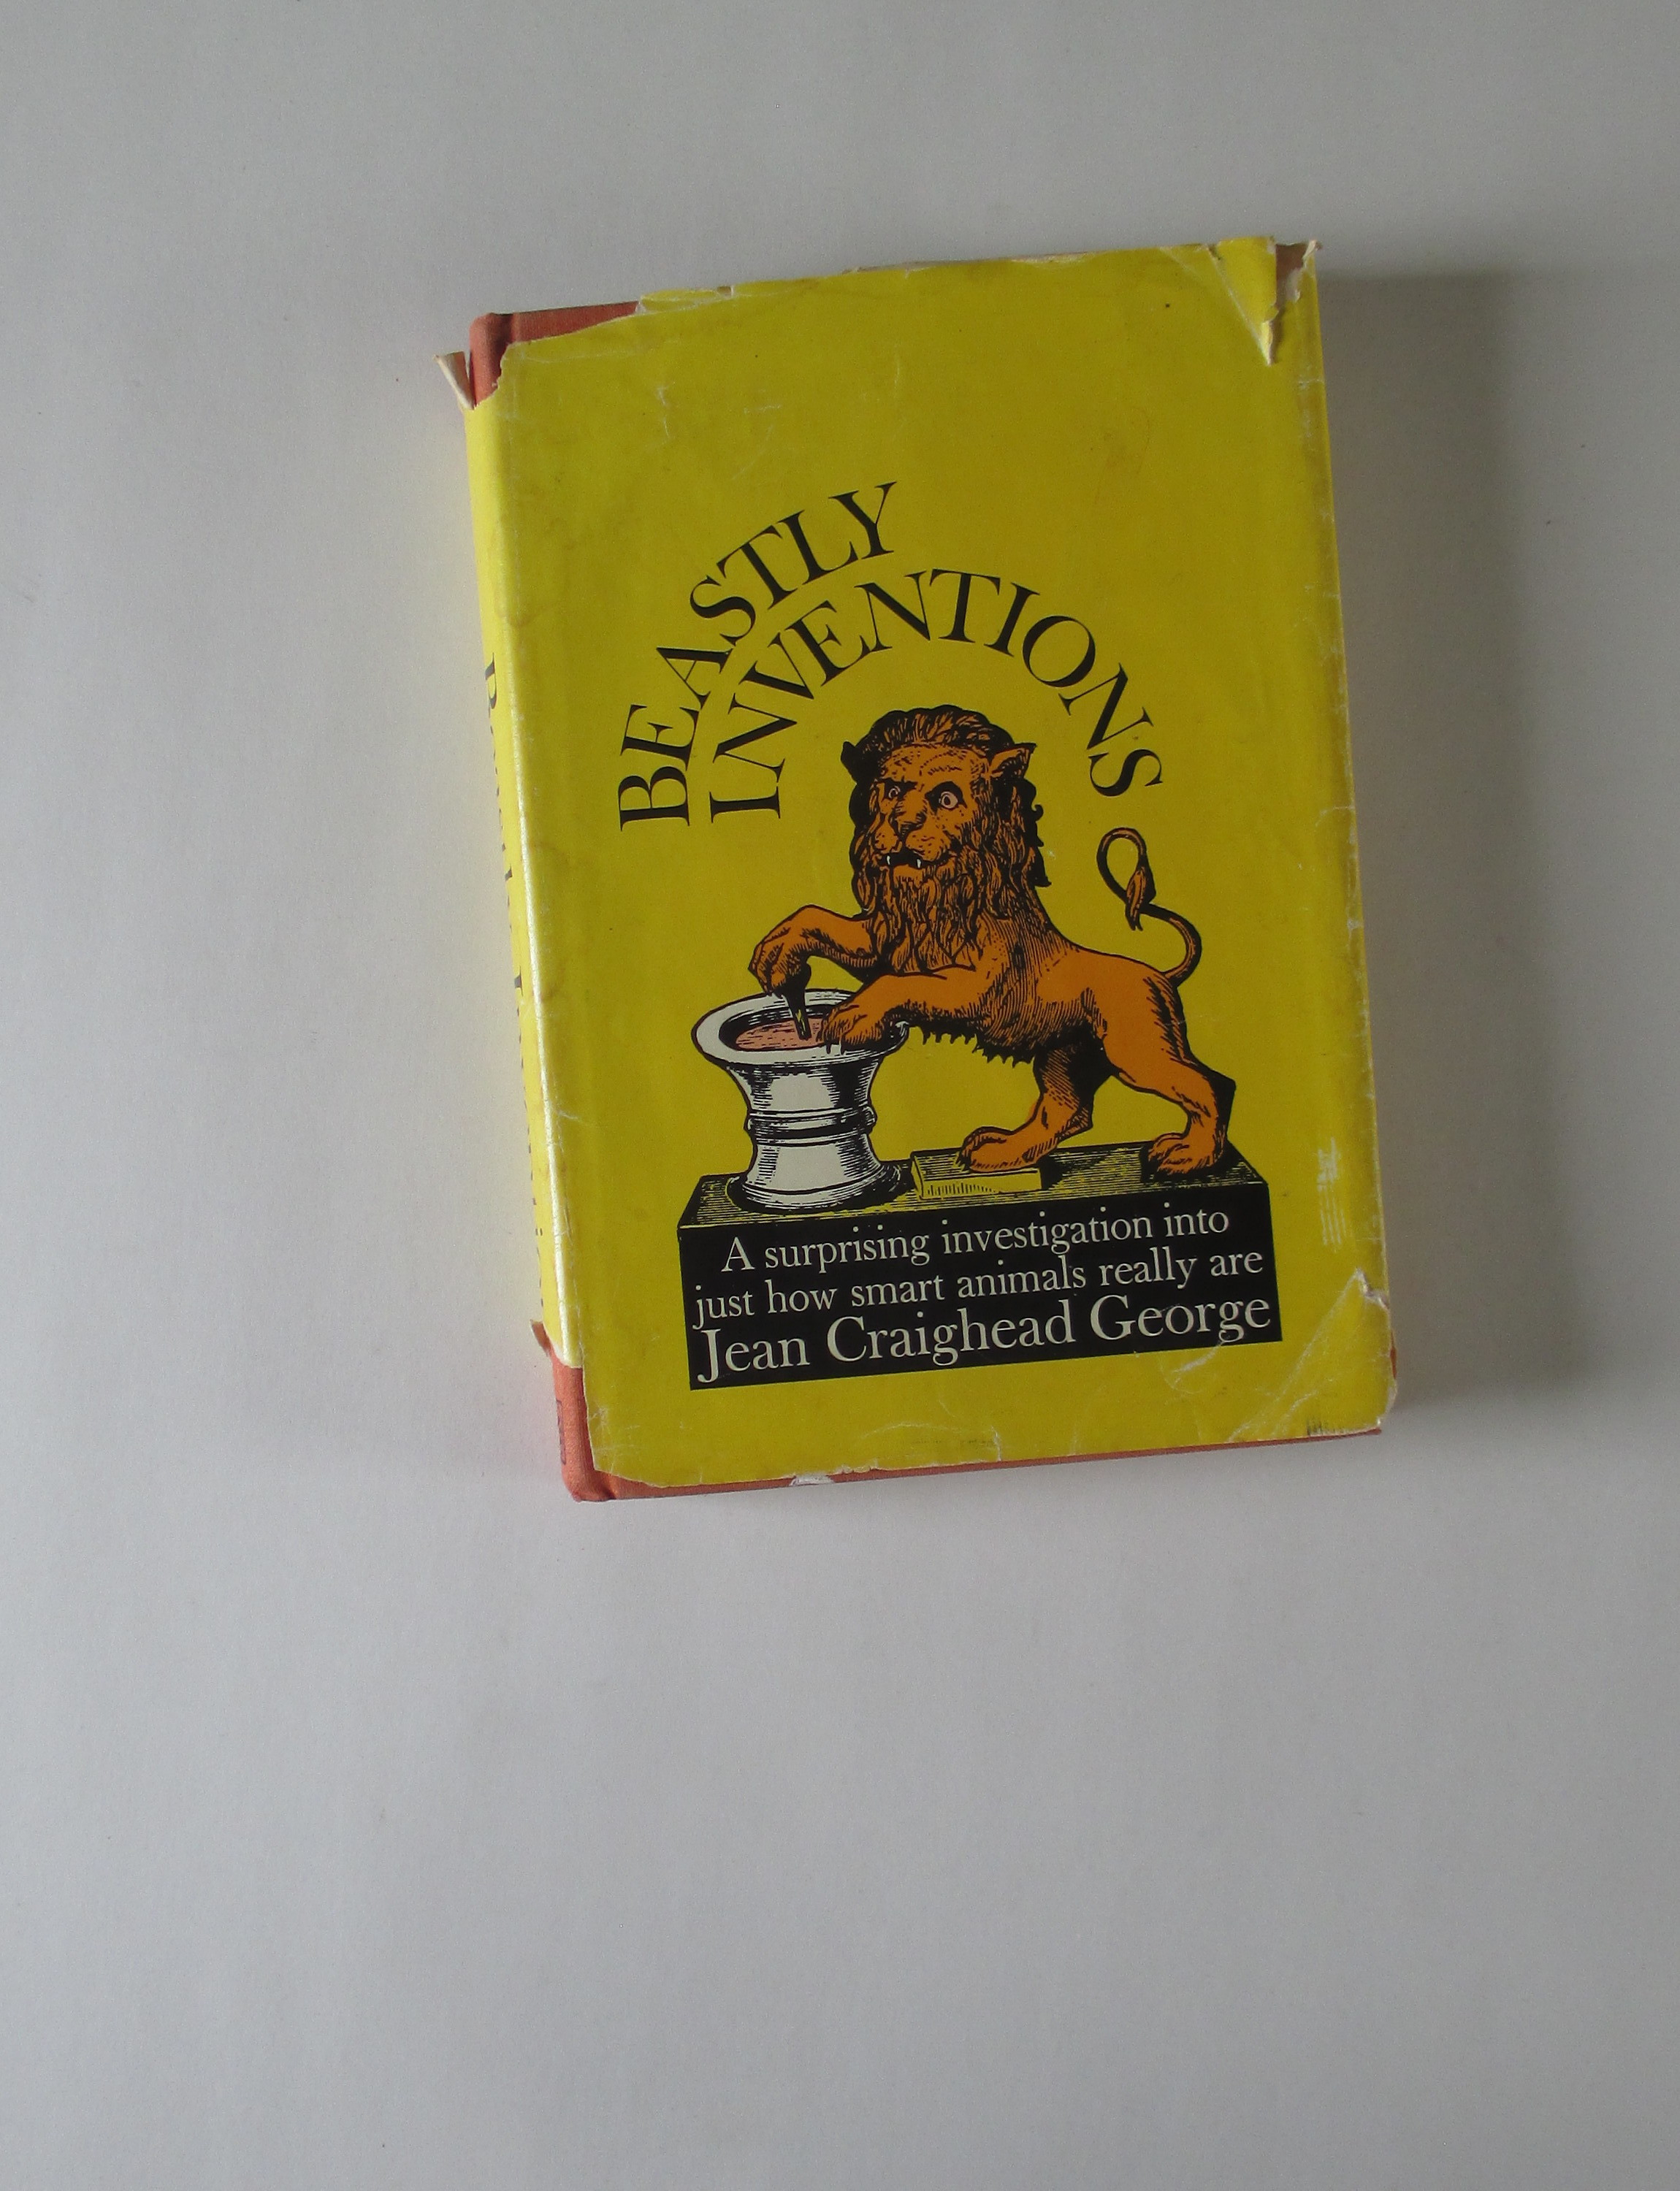 BEASTLY
INVENTIONS
A surprising investigation into
just how smart animals really are
Jean Craighead George